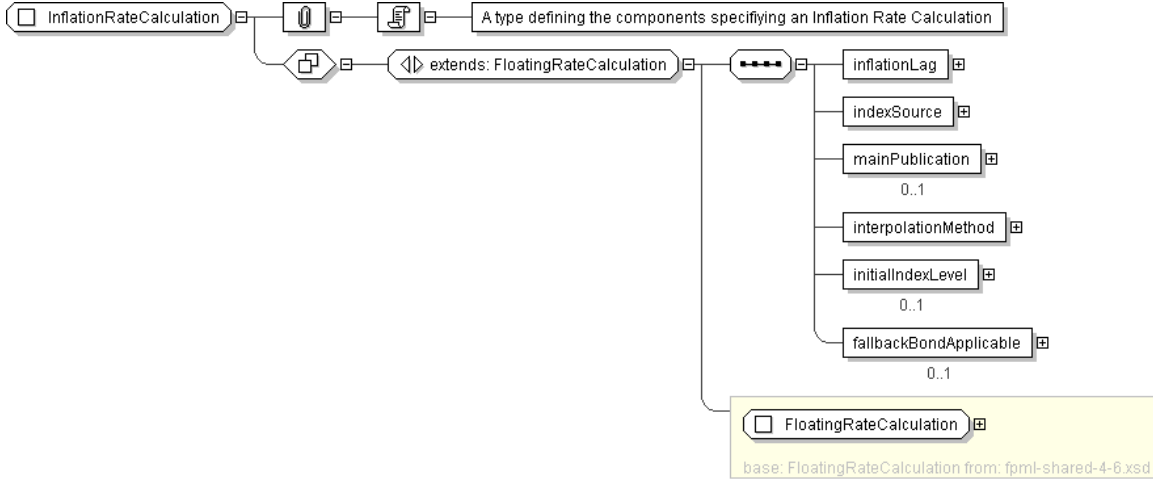 InflationRateCalculation
A type defining the components specifiying an Inflation Rate Calculation
extends: FloatingRateCalculation
inflationLag
indexSource
mainPublication
0..1
interpolationMethod
initialIndexLevel
0..1
fallbackBondApplicable
0..1
FloatingRateCalculation
base: FloatingRateCalculation from: fpml-shared-4-6.xsd